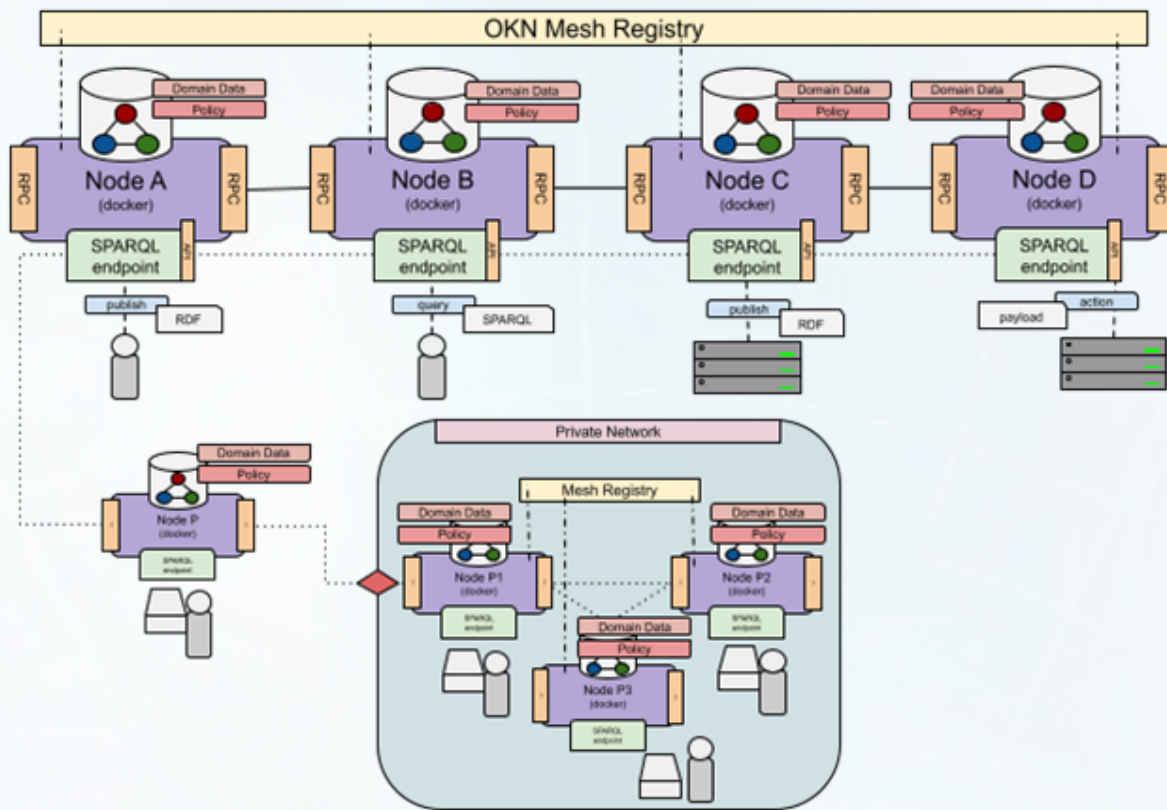 OKN Mesh Registry
Domain Data
Policy
Domain Data
Policy
Domain Data
Policy
Domain Data
Policy
RPC
Node A
(docker)
RPC
RPC
Node B
(docker)
RPC
RPC
Node C
(docker)
RPC
RPC
Node D
(docker)
RPC
SPARQL
endpoint
API
SPARQL
endpoint
API
SPARQL
endpoint
API
SPARQL
endpoint
API
publish
RDF
query
SPARQL
publish
RDF
action
payload
Private Network
Domain Data
Policy
Node P
(docker)
SPARQL
endpoint
Mesh Registry
Domain Data
Policy
Node P1
(docker)
SPARQL
endpoint
Domain Data
Policy
Node P2
(docker)
SPARQL
endpoint
Domain Data
Policy
Node P3
(docker)
SPARQL
endpoint